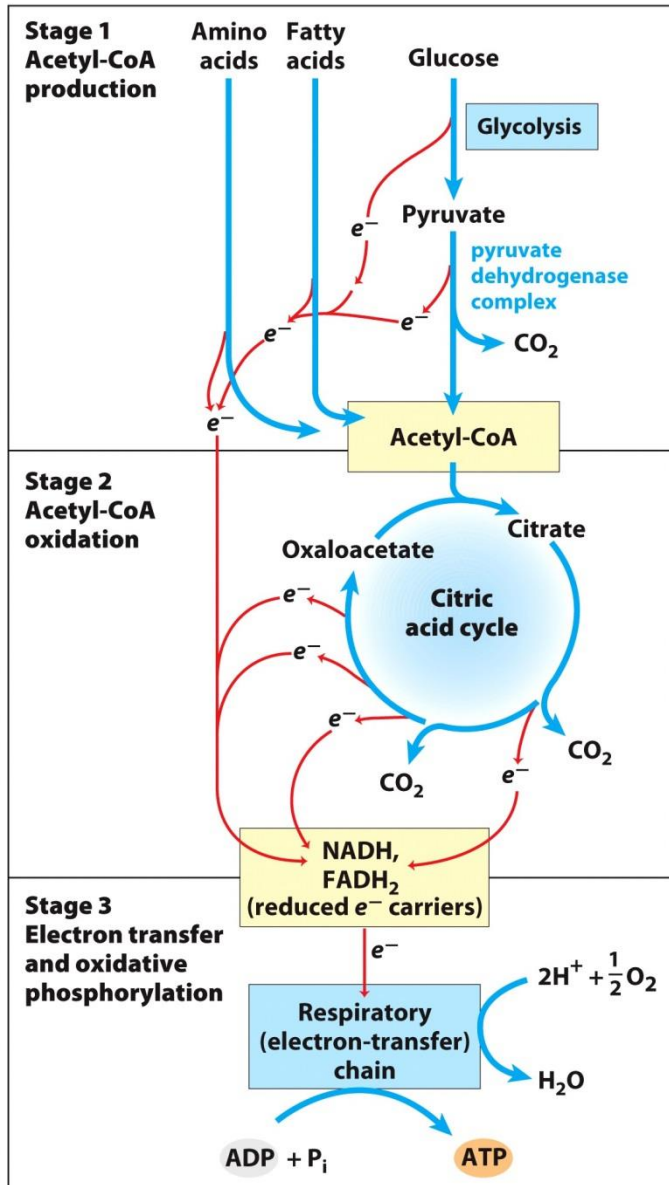 Stage 1
Acetyl-CoA
production
Amino
acids
Fatty
acids
Glucose
Glycolysis
Pyruvate
e−
pyruvate
dehydrogenase
complex
e−
e−
CO₂
e−
Acetyl-CoA
Stage 2
Acetyl-CoA
oxidation
Citrate
Oxaloacetate
e−
Citric
acid cycle
e−
e−
CO₂
e−
CO₂
NADH,
FADH₂
(reduced e− carriers)
Stage 3
Electron transfer
and oxidative
phosphorylation
e−
2H⁺ + 1/2 O₂
Respiratory
(electron-transfer)
chain
H₂O
ADP + Pᵢ
ATP